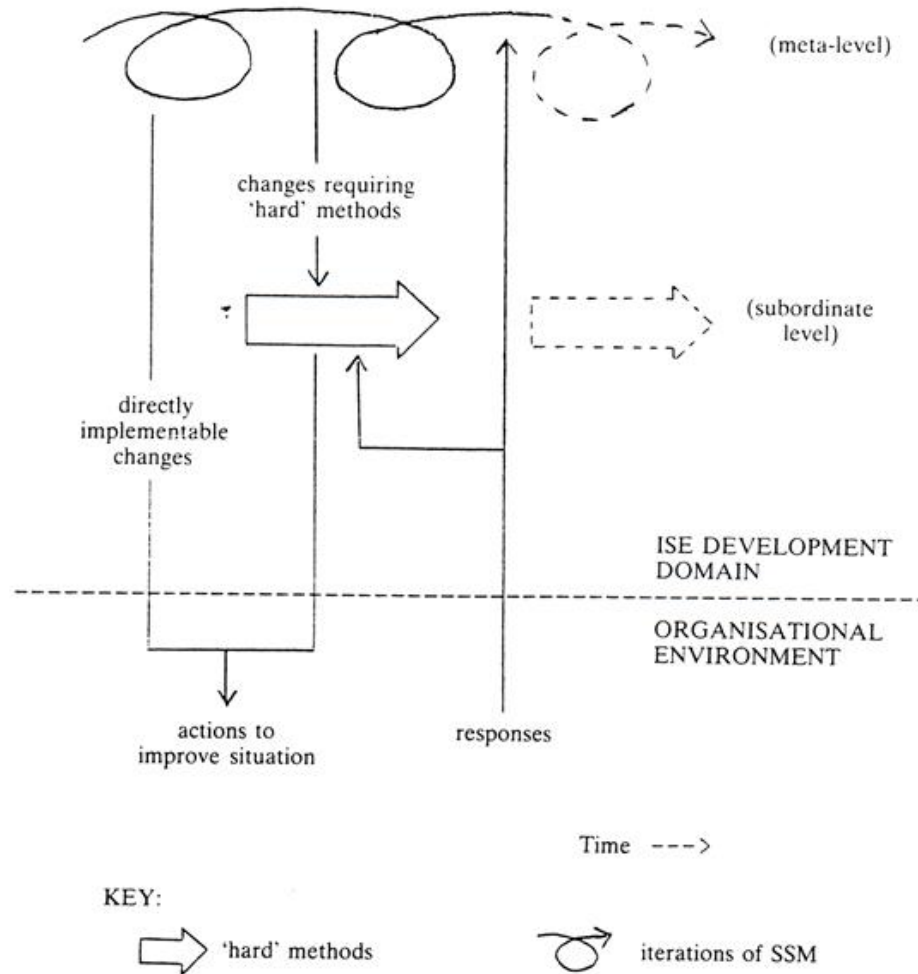 (meta-level)
changes requiring
'hard' methods
(subordinate
level)
directly
implementable
changes
ISE DEVELOPMENT
DOMAIN
ORGANISATIONAL
ENVIRONMENT
actions to
improve situation
responses
Time
KEY:
'hard' methods
iterations of SSM